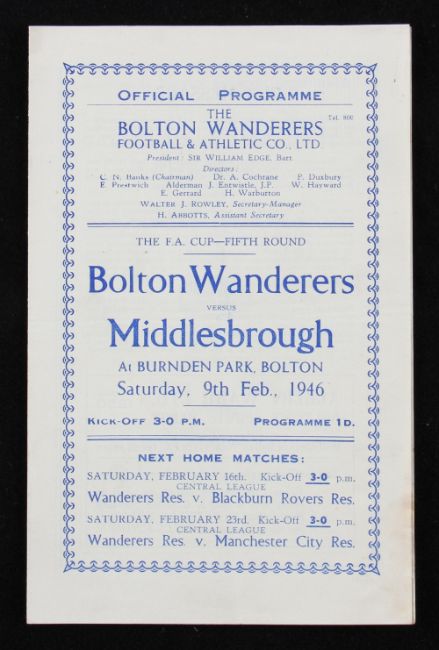 OFFICIAL PROGRAMME
THE
Tel. 800
BOLTON WANDERERS
FOOTBALL & ATHLETIC CO., LTD
President : SIR WILLIAM EDGE, Bart.
Directors :
C. N. Banks (Chairman) Dr. A. Cochrane P. Duxbury
E. Prestwich Alderman J. Entwistle, J.P. W. Hayward
E. Gerrard H. Warburton
WALTER J. ROWLEY, Secretary-Manager
H. ABBOTTS, Assistant Secretary
THE F.A. CUP—FIFTH ROUND
Bolton Wanderers
VERSUS
Middlesbrough
At BURNDEN PARK, BOLTON
Saturday, 9th Feb., 1946
KICK-OFF 3-0 P.M. PROGRAMME 1D.
NEXT HOME MATCHES:
SATURDAY, FEBRUARY 16th. Kick-Off 3-0 p.m.
CENTRAL LEAGUE
Wanderers Res. v. Blackburn Rovers Res.
SATURDAY, FEBRUARY 23rd. Kick-Off 3-0 p.m.
CENTRAL LEAGUE
Wanderers Res. v. Manchester City Res.